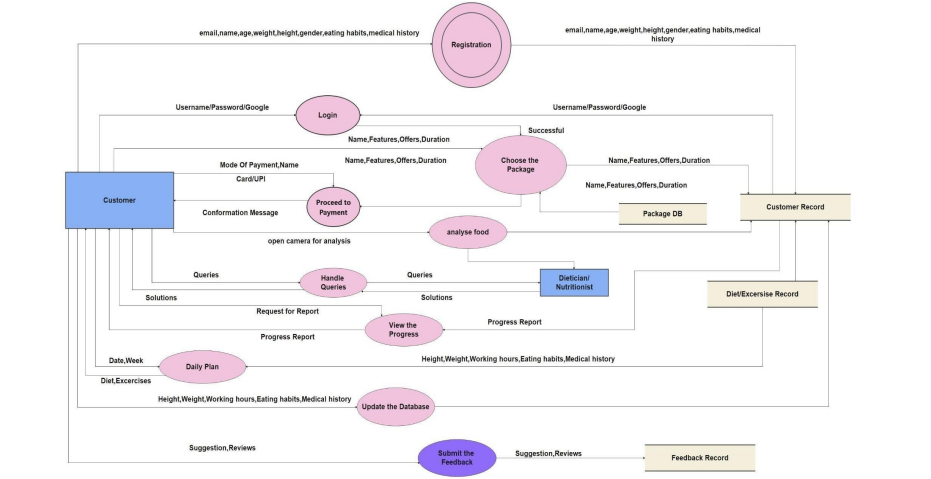 email,name,age,weight,height,gender,eating habits,medical history
Registration
email,name,age,weight,height,gender,eating habits,medical
history
Username/Password/Google
Login
Username/Password/Google
Successful
Name,Features,Offers,Duration
Mode Of Payment,Name
Name,Features,Offers,Duration
Choose the
Package
Name,Features,Offers,Duration
Card/UPI
Name,Features,Offers,Duration
Customer
Proceed to
Payment
Conformation Message
Package DB
Customer Record
open camera for analysis
analyse food
Queries
Handle
Queries
Queries
Dietician/
Nutritionist
Solutions
Solutions
Diet/Excersise Record
Request for Report
View the
Progress
Progress Report
Progress Report
Date,Week
Daily Plan
Height,Weight,Working hours,Eating habits,Medical history
Diet,Excercises
Height,Weight,Working hours,Eating habits,Medical history
Update the Database
Suggestion,Reviews
Submit the
Feedback
Suggestion,Reviews
Feedback Record